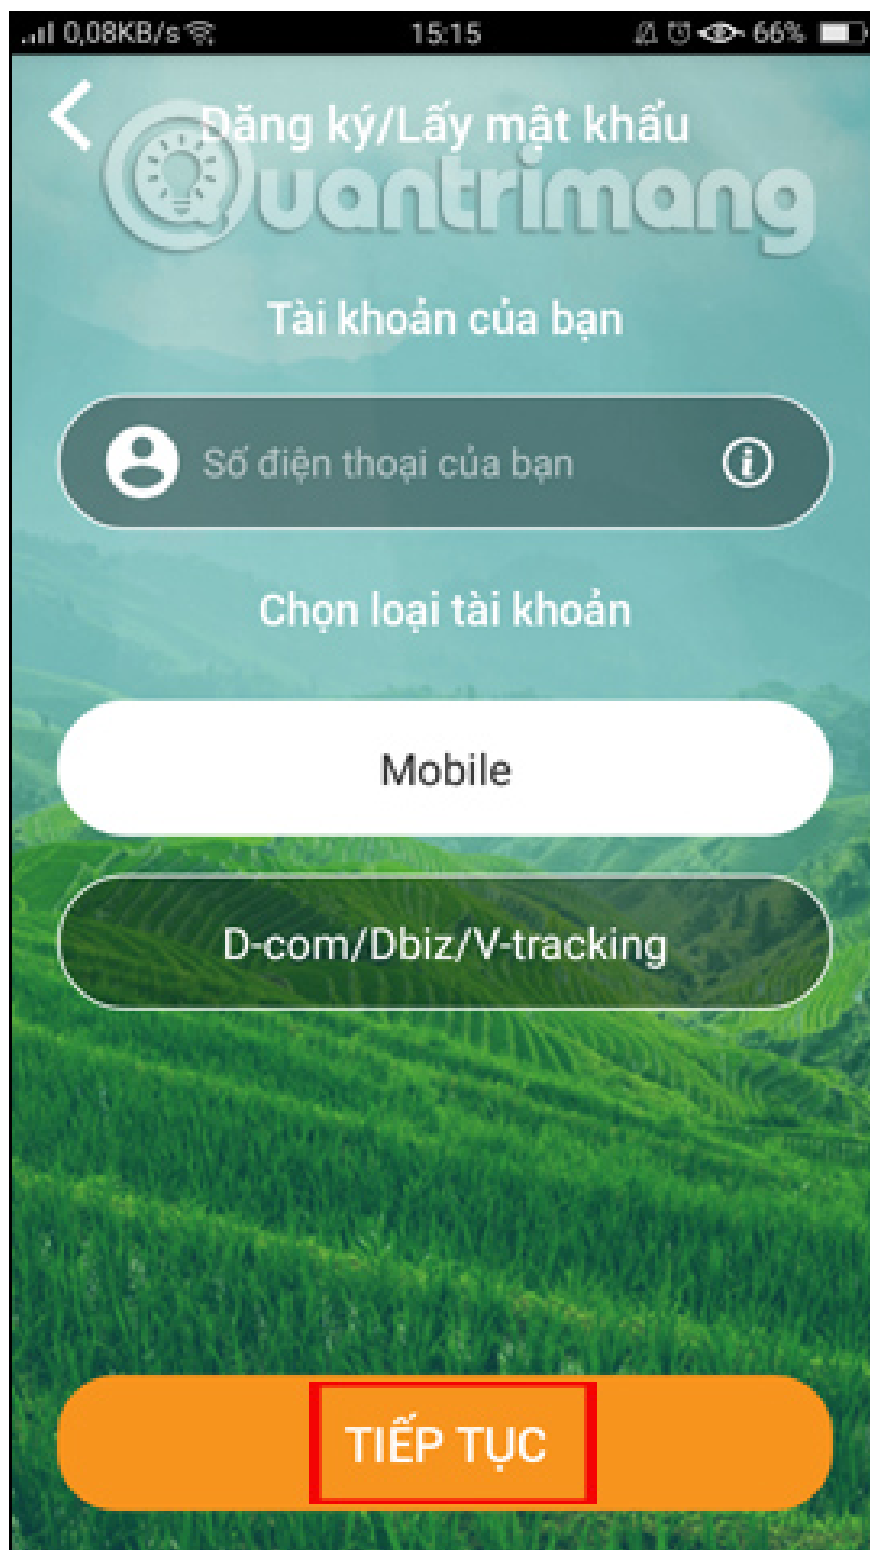 0,08KB/s 15:15 66%
Đăng ký/Lấy mật khẩu
Quantrimang
Tài khoản của bạn
Số điện thoại của bạn
Chọn loại tài khoản
Mobile
D-com/Dbiz/V-tracking
TIẾP TỤC